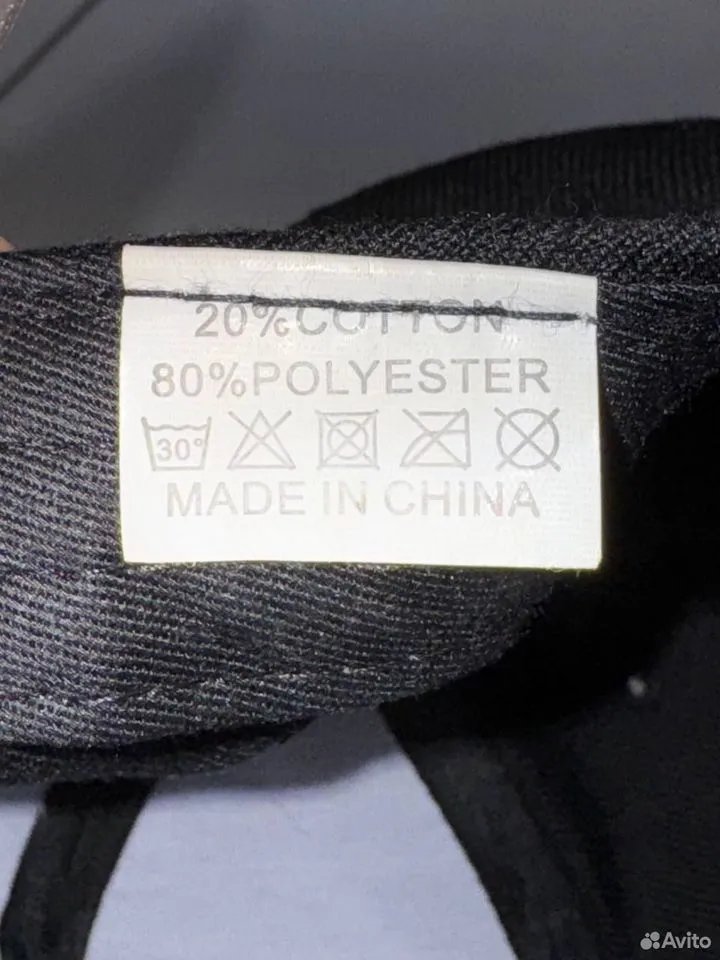 20%COTTON
80%POLYESTER
30°
MADE IN CHINA
Avito